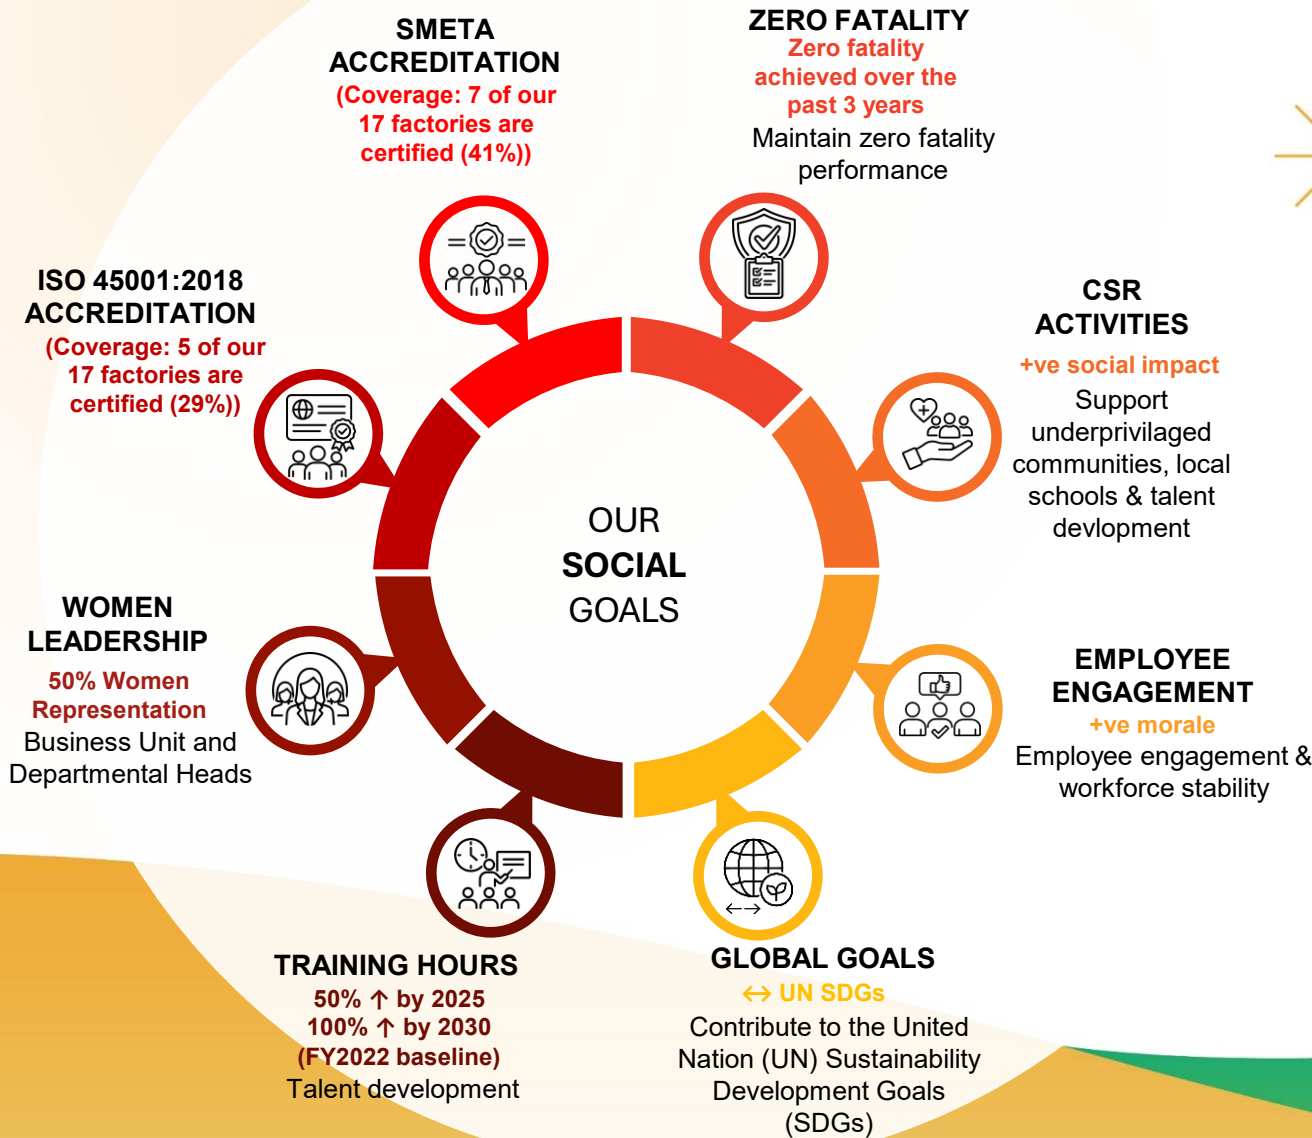 SMETA
ACCREDITATION
(Coverage: 7 of our
17 factories are
certified (41%))
ZERO FATALITY
Zero fatality
achieved over the
past 3 years
Maintain zero fatality
performance
CSR
ACTIVITIES
+ve social impact
Support
underprivilaged
communities, local
schools & talent
devlopment
EMPLOYEE
ENGAGEMENT
+ve morale
Employee engagement &
workforce stability
GLOBAL GOALS
↔ UN SDGs
Contribute to the United
Nation (UN) Sustainability
Development Goals
(SDGs)
TRAINING HOURS
50% ↑ by 2025
100% ↑ by 2030
(FY2022 baseline)
Talent development
WOMEN
LEADERSHIP
50% Women
Representation
Business Unit and
Departmental Heads
ISO 45001:2018
ACCREDITATION
(Coverage: 5 of our
17 factories are
certified (29%))
OUR
SOCIAL
GOALS